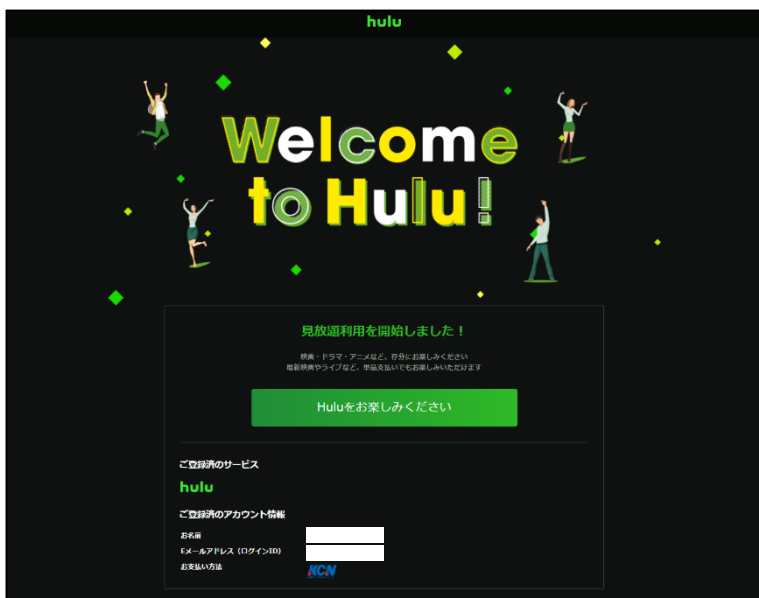 hulu
Welcome
to Hulu!
見放題利用を開始しました！
映画・ドラマ・アニメなど、存分にお楽しみください
最新映画やライブなど、単品支払いでもお楽しみいただけます
Huluをお楽しみください
ご登録済のサービス
hulu
ご登録済のアカウント情報
お名前
Eメールアドレス（ログインID）
お支払い方法
KCN